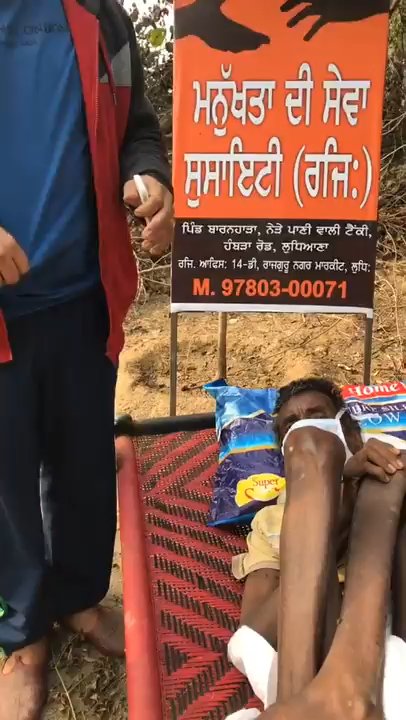 ਮਨੁੱਖਤਾ ਦੀ ਸੇਵਾ
ਸੁਸਾਇਟੀ (ਰਜਿ:)
ਪਿੰਡ ਬਾਰਨਹਾੜਾ, ਨੇੜੇ ਪਾਣੀ ਵਾਲੀ ਟੈਂਕੀ,
ਹੰਬੜਾ ਰੋਡ, ਲੁਧਿਆਣਾ
ਰਜਿ. ਆਫਿਸ: 14-ਡੀ, ਰਾਜਗੁਰੂ ਨਗਰ ਮਾਰਕੀਟ, ਲੁਧਿ:
M. 97803-00071
Home
Super